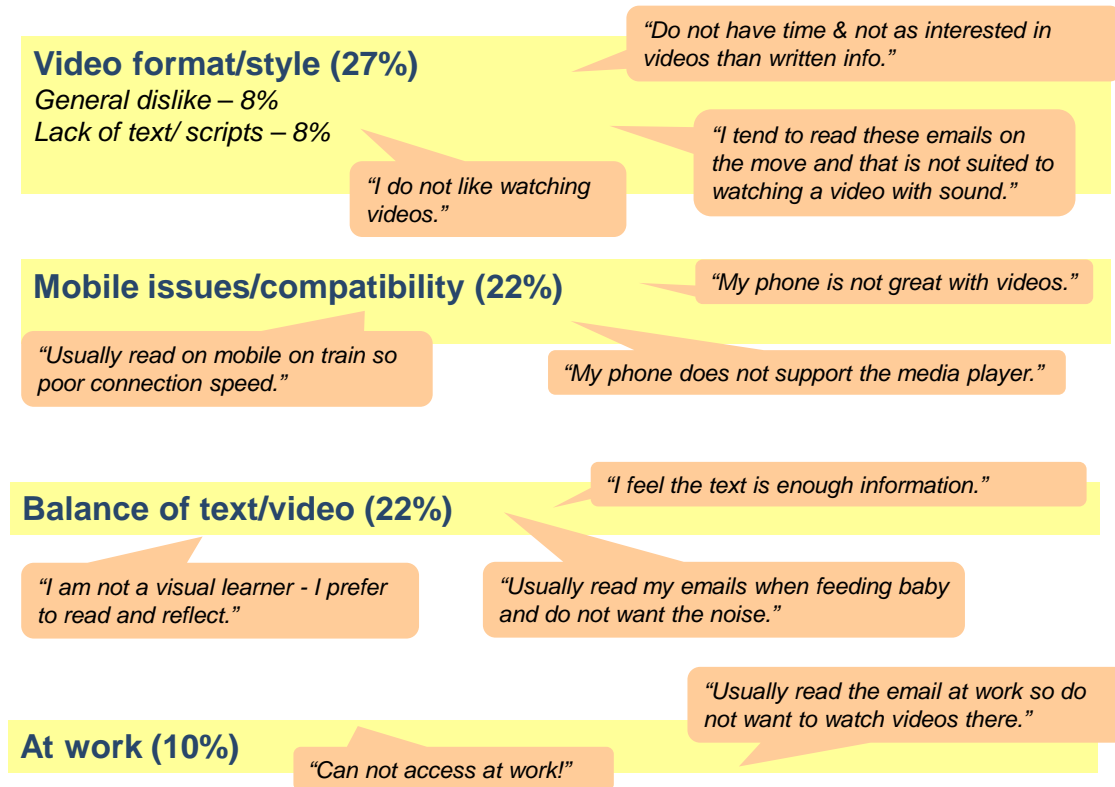 “Do not have time & not as interested in
videos than written info.”
Video format/style (27%)
General dislike – 8%
Lack of text/ scripts – 8%
“I tend to read these emails on
the move and that is not suited to
watching a video with sound.”
“I do not like watching
videos.”
Mobile issues/compatibility (22%)
“My phone is not great with videos.”
“Usually read on mobile on train so
poor connection speed.”
“My phone does not support the media player.”
“I feel the text is enough information.”
Balance of text/video (22%)
“I am not a visual learner - I prefer
to read and reflect.”
“Usually read my emails when feeding baby
and do not want the noise.”
“Usually read the email at work so do
not want to watch videos there.”
At work (10%)
“Can not access at work!”